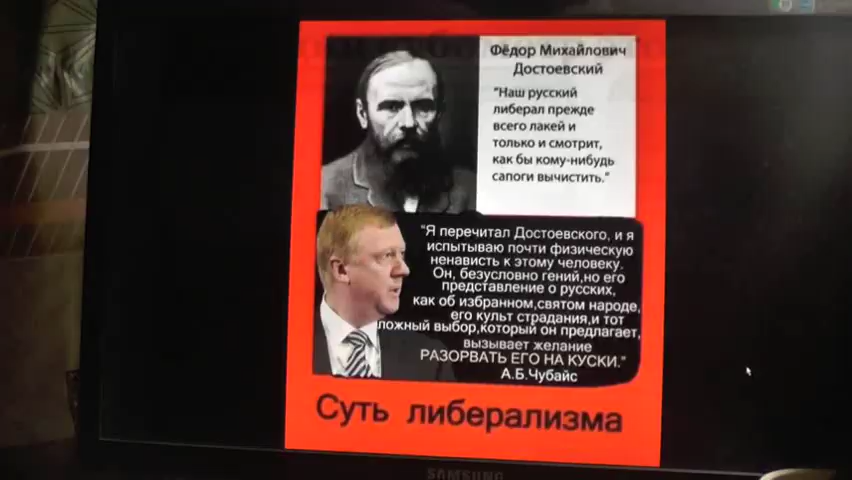 Фёдор Михайлович
Достоевский
"Наш русский
либерал прежде
всего лакей и
только и смотрит,
как бы кому-нибудь
сапоги вычистить."
"Я перечитал Достоевского, и я
испытываю почти физическую
ненависть к этому человеку.
Он, безусловно гений,но его
представление о русских,
как об избранном,святом народе,
его культ страдания,и тот
ложный выбор,который он предлагает,
вызывает желание
РАЗОРВАТЬ ЕГО НА КУСКИ."
А.Б.Чубайс
Суть либерализма
SAMSUNG